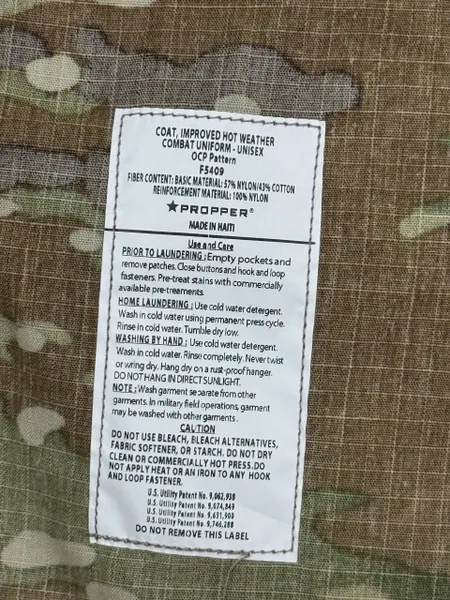 COAT, IMPROVED HOT WEATHER
COMBAT UNIFORM - UNISEX
OCP Pattern
F5409
FIBER CONTENT: BASIC MATERIAL: 57% NYLON/43% COTTON
REINFORCEMENT MATERIAL: 100% NYLON
★PROPPER®
MADE IN HAITI
Use and Care
PRIOR TO LAUNDERING : Empty pockets and
remove patches. Close buttons and hook and loop
fasteners. Pre-treat stains with commercially
available pre-treatments.
HOME LAUNDERING : Use cold water detergent.
Wash in cold water using permanent press cycle.
Rinse in cold water. Tumble dry low.
WASHING BY HAND : Use cold water detergent.
Wash in cold water. Rinse completely. Never twist
or wring dry. Hang dry on a rust-proof hanger.
DO NOT HANG IN DIRECT SUNLIGHT.
NOTE : Wash garment separate from other
garments. In military field operations, garment
may be washed with other garments .
CAUTION
DO NOT USE BLEACH, BLEACH ALTERNATIVES,
FABRIC SOFTENER, OR STARCH. DO NOT DRY
CLEAN OR COMMERCIALLY HOT PRESS.DO
NOT APPLY HEAT OR AN IRON TO ANY HOOK
AND LOOP FASTENER.
U.S. Utility Patent No. 9,062,938
U.S. Utility Patent No. 9,574,849
U.S. Utility Patent No. 9,631,900
U.S. Utility Patent No. 9,746,288
DO NOT REMOVE THIS LABEL